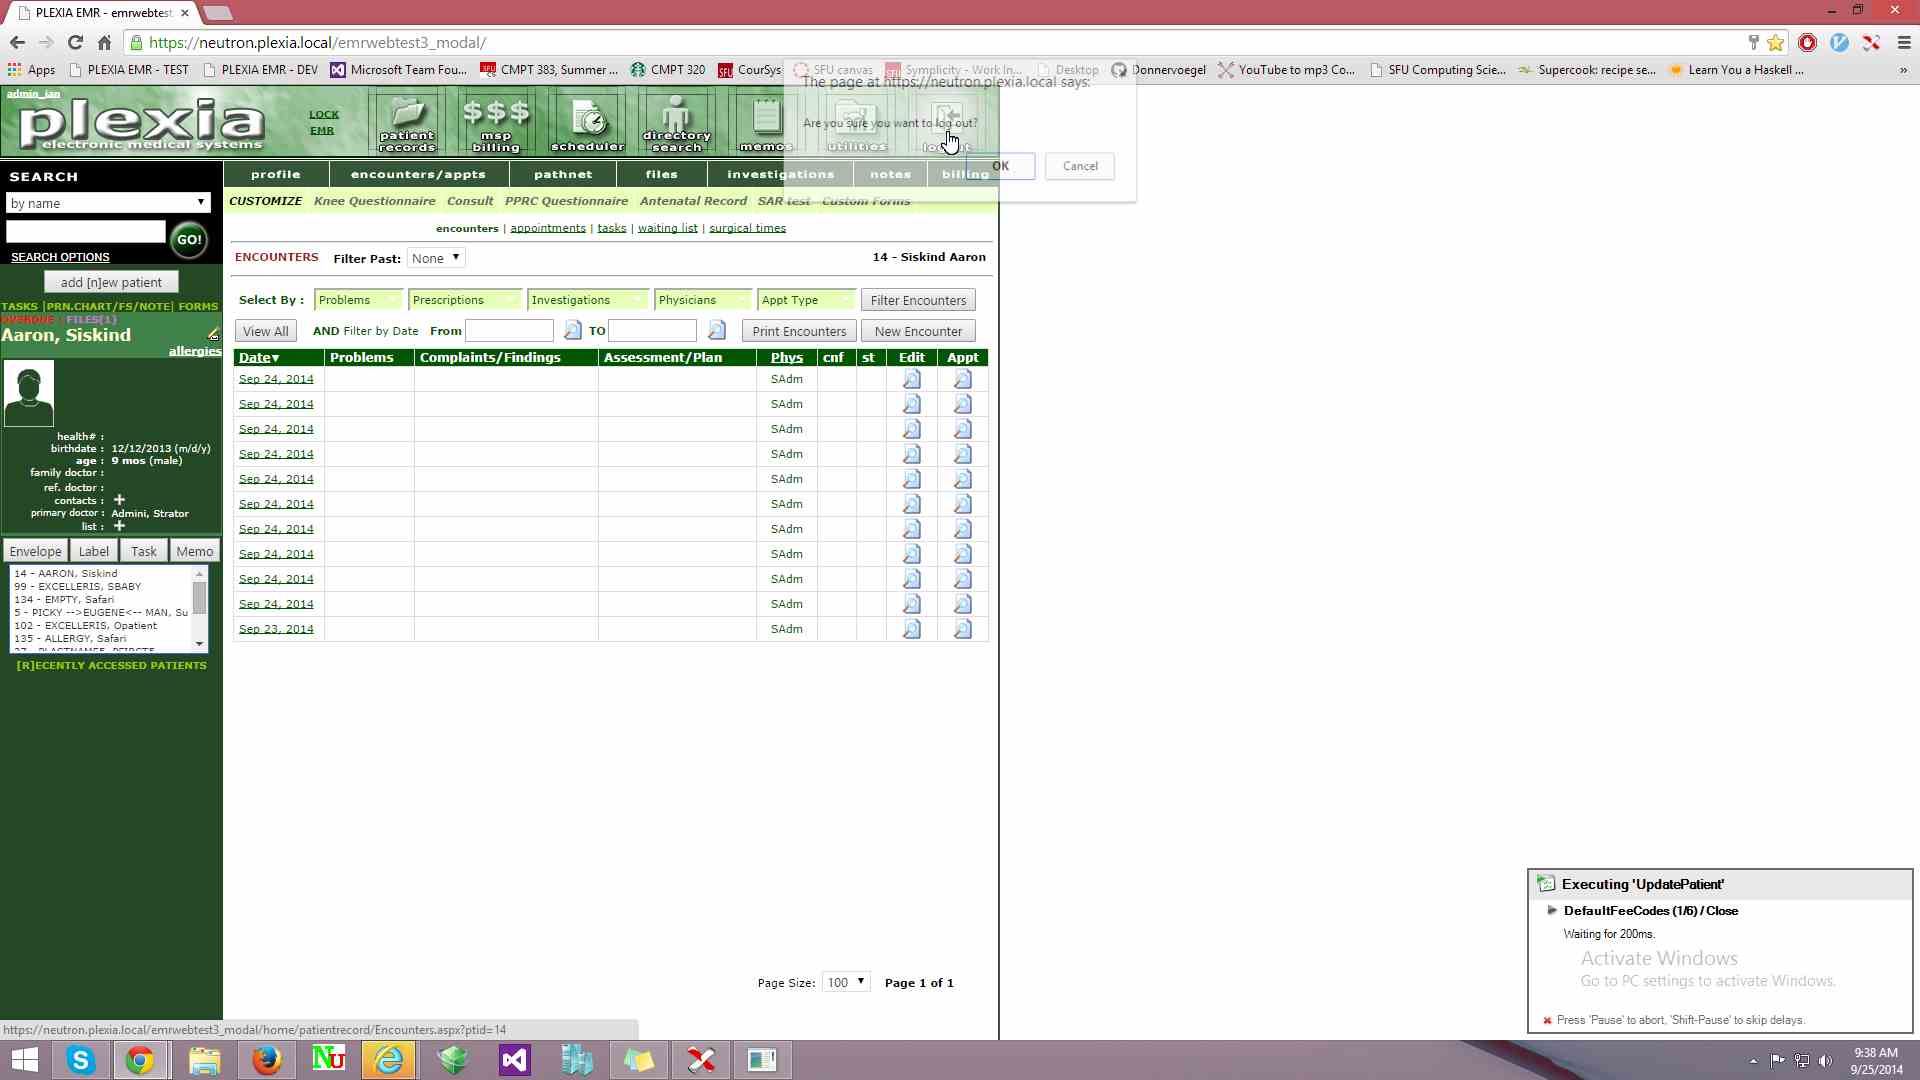 PLEXIA EMR - emrwebtest
https://neutron.plexia.local/emrwebtest3_modal/
Apps PLEXIA EMR - TEST PLEXIA EMR - DEV Microsoft Team Fou... CMPT 383, Summer ... CMPT 320 CourSys SFU canvas Symplicity - Work In... Desktop Donnervoegel YouTube to mp3 Co... SFU Computing Scie... Supercook: recipe se... Learn You a Haskell ... »
The page at https://neutron.plexia.local says:
Are you sure you want to log out?
OK Cancel
admin_ian
plexia
electronic medical systems
LOCK
EMR
patient records
$$$ msp billing
scheduler
directory search
memos
utilities
SEARCH
by name
GO!
SEARCH OPTIONS
add [n]ew patient
TASKS |PRN.CHART/FS/NOTE| FORMS
OVERDUE FILES(1)
Aaron, Siskind
allergies
health# :
birthdate : 12/12/2013 (m/d/y)
age : 9 mos (male)
family doctor :
ref. doctor :
contacts :
primary doctor : Admini, Strator
list :
Envelope Label Task Memo
14 - AARON, Siskind
99 - EXCELLERIS, SBABY
134 - EMPTY, Safari
5 - PICKY -->EUGENE<-- MAN, Su
102 - EXCELLERIS, Opatient
135 - ALLERGY, Safari
[R]ECENTLY ACCESSED PATIENTS
profile encounters/appts pathnet files investigations notes billing
CUSTOMIZE Knee Questionnaire Consult PPRC Questionnaire Antenatal Record SAR test Custom Forms
encounters | appointments | tasks | waiting list | surgical times
ENCOUNTERS Filter Past: None 14 - Siskind Aaron
Select By : Problems Prescriptions Investigations Physicians Appt Type Filter Encounters
View All AND Filter by Date From TO Print Encounters New Encounter
Date▼ Problems Complaints/Findings Assessment/Plan Phys cnf st Edit Appt
Sep 24, 2014 SAdm
Sep 24, 2014 SAdm
Sep 24, 2014 SAdm
Sep 24, 2014 SAdm
Sep 24, 2014 SAdm
Sep 24, 2014 SAdm
Sep 24, 2014 SAdm
Sep 24, 2014 SAdm
Sep 24, 2014 SAdm
Sep 24, 2014 SAdm
Sep 23, 2014 SAdm
Page Size: 100 Page 1 of 1
https://neutron.plexia.local/emrwebtest3_modal/home/patientrecord/Encounters.aspx?ptid=14
Executing 'UpdatePatient'
DefaultFeeCodes (1/6) / Close
Waiting for 200ms.
Activate Windows
Go to PC settings to activate Windows.
Press 'Pause' to abort, 'Shift-Pause' to skip delays.
9:38 AM
9/25/2014